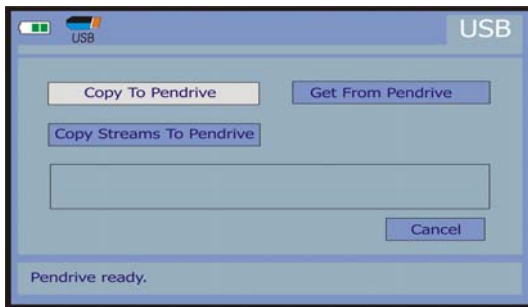 USB
USB
Copy To Pendrive
Get From Pendrive
Copy Streams To Pendrive
Cancel
Pendrive ready.